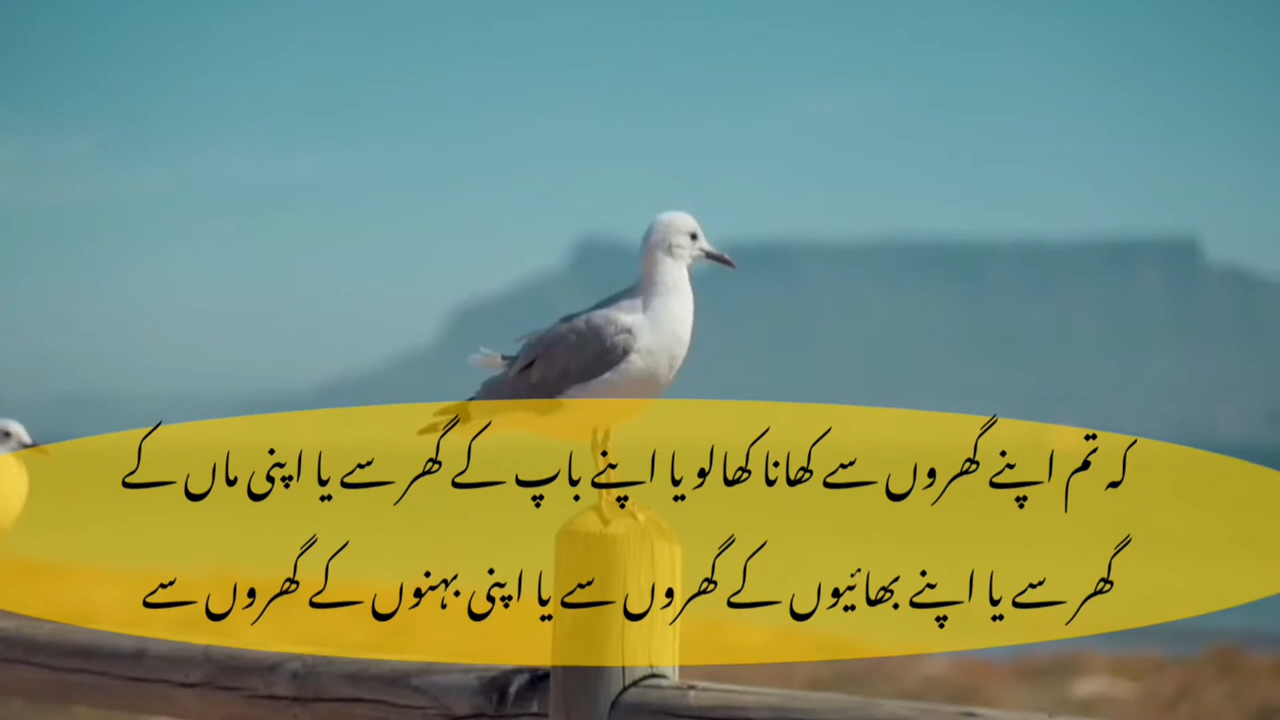 کہ تم اپنے گھروں سے کھانا کھا لو یا اپنے باپ کے گھر سے یا اپنی ماں کے
گھر سے یا اپنے بھائیوں کے گھروں سے یا اپنی بہنوں کے گھروں سے